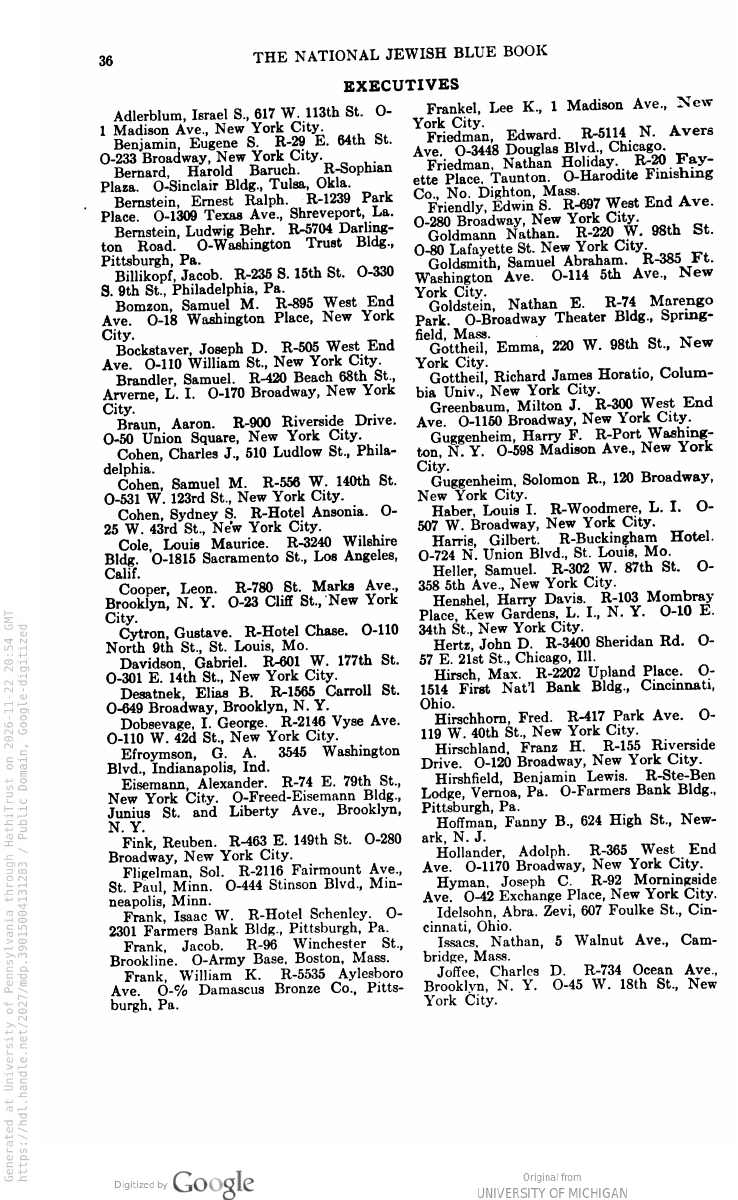 36
THE NATIONAL JEWISH BLUE BOOK
EXECUTIVES
Adlerblum, Israel S., 617 W. 113th St. O-
1 Madison Ave., New York City.
Benjamin, Eugene S. R-29 E. 64th St.
O-233 Broadway, New York City.
Bernard, Harold Baruch. R-Sophian
Plaza. O-Sinclair Bldg., Tulsa, Okla.
Bernstein, Ernest Ralph. R-1239 Park
Place. O-1309 Texas Ave., Shreveport, La.
Bernstein, Ludwig Behr. R-5704 Darling-
ton Road. O-Washington Trust Bldg.,
Pittsburgh, Pa.
Billikopf, Jacob. R-235 S. 15th St. O-330
S. 9th St., Philadelphia, Pa.
Bomzon, Samuel M. R-895 West End
Ave. O-18 Washington Place, New York
City.
Bockstaver, Joseph D. R-505 West End
Ave. O-110 William St., New York City.
Brandler, Samuel. R-420 Beach 68th St.,
Arverne, L. I. O-170 Broadway, New York
City.
Braun, Aaron. R-900 Riverside Drive.
O-50 Union Square, New York City.
Cohen, Charles J., 510 Ludlow St., Phila-
delphia.
Cohen, Samuel M. R-556 W. 140th St.
O-531 W. 123rd St., New York City.
Cohen, Sydney S. R-Hotel Ansonia. O-
25 W. 43rd St., New York City.
Cole, Louis Maurice. R-3240 Wilshire
Bldg. O-1815 Sacramento St., Los Angeles,
Calif.
Cooper, Leon. R-780 St. Marks Ave.,
Brooklyn, N. Y. O-23 Cliff St., New York
City.
Cytron, Gustave. R-Hotel Chase. O-110
North 9th St., St. Louis, Mo.
Davidson, Gabriel. R-601 W. 177th St.
O-301 E. 14th St., New York City.
Desatnek, Elias B. R-1565 Carroll St.
O-649 Broadway, Brooklyn, N. Y.
Dobsevage, I. George. R-2146 Vyse Ave.
O-110 W. 42d St., New York City.
Efroymson, G. A. 3545 Washington
Blvd., Indianapolis, Ind.
Eisemann, Alexander. R-74 E. 79th St.,
New York City. O-Freed-Eisemann Bldg.,
Junius St. and Liberty Ave., Brooklyn,
N. Y.
Fink, Reuben. R-463 E. 149th St. O-280
Broadway, New York City.
Fligelman, Sol. R-2116 Fairmount Ave.,
St. Paul, Minn. O-444 Stinson Blvd., Min-
neapolis, Minn.
Frank, Isaac W. R-Hotel Schenley. O-
2301 Farmers Bank Bldg., Pittsburgh, Pa.
Frank, Jacob. R-96 Winchester St.,
Brookline. O-Army Base, Boston, Mass.
Frank, William K. R-5535 Aylesboro
Ave. O-% Damascus Bronze Co., Pitts-
burgh, Pa.
Frankel, Lee K., 1 Madison Ave., New
York City.
Friedman, Edward. R-5114 N. Avers
Ave. O-3448 Douglas Blvd., Chicago.
Friedman, Nathan Holiday. R-20 Fay-
ette Place, Taunton. O-Harodite Finishing
Co., No. Dighton, Mass.
Friendly, Edwin S. R-697 West End Ave.
O-280 Broadway, New York City.
Goldmann Nathan. R-220 W. 98th St.
O-80 Lafayette St. New York City.
Goldsmith, Samuel Abraham. R-385 Ft.
Washington Ave. O-114 5th Ave., New
York City.
Goldstein, Nathan E. R-74 Marengo
Park. O-Broadway Theater Bldg., Spring-
field, Mass.
Gottheil, Emma, 220 W. 98th St., New
York City.
Gottheil, Richard James Horatio, Colum-
bia Univ., New York City.
Greenbaum, Milton J. R-300 West End
Ave. O-1150 Broadway, New York City.
Guggenheim, Harry F. R-Port Washing-
ton, N. Y. O-598 Madison Ave., New York
City.
Guggenheim, Solomon R., 120 Broadway,
New York City.
Haber, Louis I. R-Woodmere, L. I. O-
507 W. Broadway, New York City.
Harris, Gilbert. R-Buckingham Hotel.
O-724 N. Union Blvd., St. Louis, Mo.
Heller, Samuel. R-302 W. 87th St. O-
358 5th Ave., New York City.
Henshel, Harry Davis. R-103 Mombray
Place, Kew Gardens, L. I., N. Y. O-10 E.
34th St., New York City.
Hertz, John D. R-3400 Sheridan Rd. O-
57 E. 21st St., Chicago, Ill.
Hirsch, Max. R-2202 Upland Place. O-
1514 First Nat'l Bank Bldg., Cincinnati,
Ohio.
Hirschhorn, Fred. R-417 Park Ave. O-
119 W. 40th St., New York City.
Hirschland, Franz H. R-155 Riverside
Drive. O-120 Broadway, New York City.
Hirshfield, Benjamin Lewis. R-Ste-Ben
Lodge, Vernoa, Pa. O-Farmers Bank Bldg.,
Pittsburgh, Pa.
Hoffman, Fanny B., 624 High St., New-
ark, N. J.
Hollander, Adolph. R-365 West End
Ave. O-1170 Broadway, New York City.
Hyman, Joseph C. R-92 Morningside
Ave. O-42 Exchange Place, New York City.
Idelsohn, Abra. Zevi, 607 Foulke St., Cin-
cinnati, Ohio.
Issacs, Nathan, 5 Walnut Ave., Cam-
bridge, Mass.
Joffee, Charles D. R-734 Ocean Ave.,
Brooklyn, N. Y. O-45 W. 18th St., New
York City.
Generated at University of Pennsylvania through HathiTrust on 2026-11-22 20:54 GMT
https://hdl.handle.net/2027/mdp.39015004131283 / Public Domain, Google-digitized
Digitized by Google
Original from
UNIVERSITY OF MICHIGAN